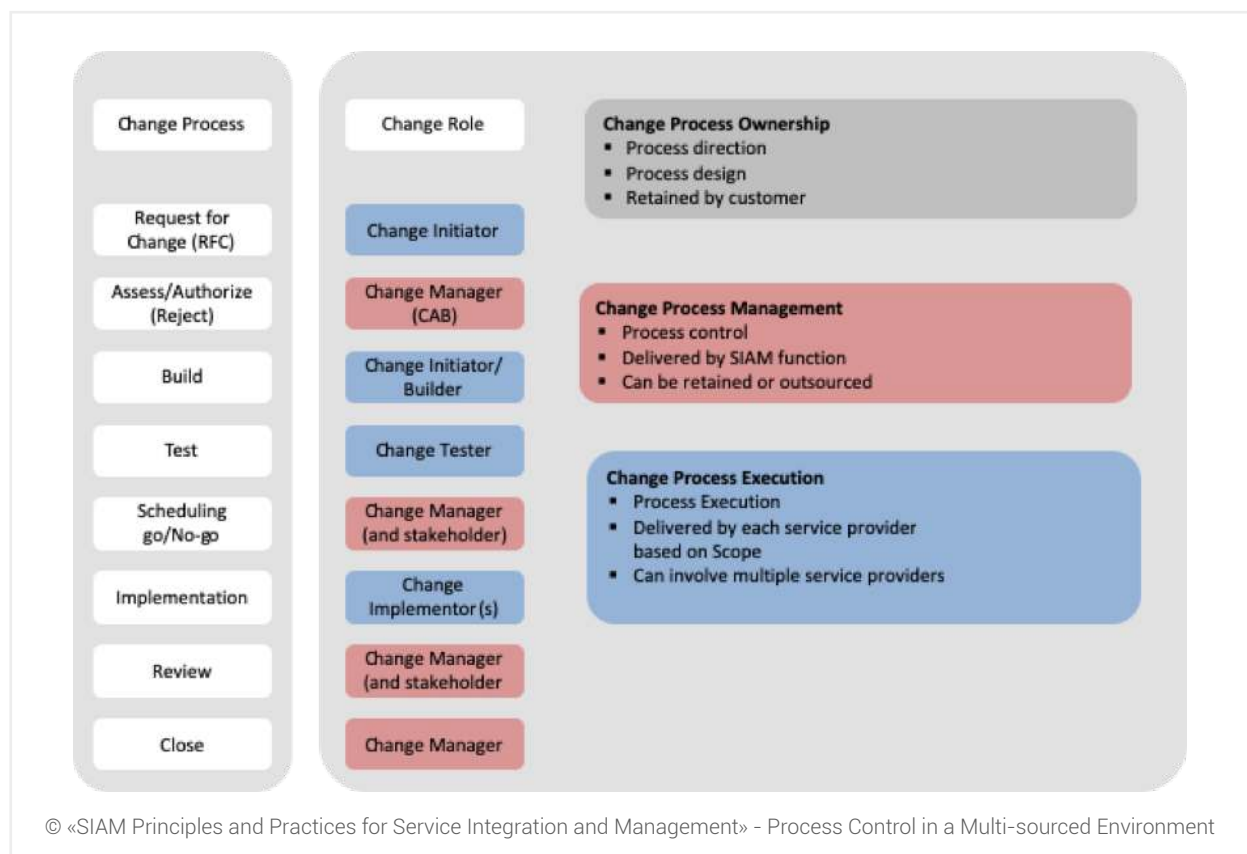 Change Process
Change Role
Change Process Ownership
▪ Process direction
▪ Process design
▪ Retained by customer
Request for
Change (RFC)
Change Initiator
Assess/Authorize
(Reject)
Change Manager
(CAB)
Change Process Management
▪ Process control
▪ Delivered by SIAM function
▪ Can be retained or outsourced
Build
Change Initiator/
Builder
Test
Change Tester
Change Process Execution
▪ Process Execution
▪ Delivered by each service provider
based on Scope
▪ Can involve multiple service providers
Scheduling
go/No-go
Change Manager
(and stakeholder)
Implementation
Change
Implementor(s)
Review
Change Manager
(and stakeholder
Close
Change Manager
© «SIAM Principles and Practices for Service Integration and Management» - Process Control in a Multi-sourced Environment